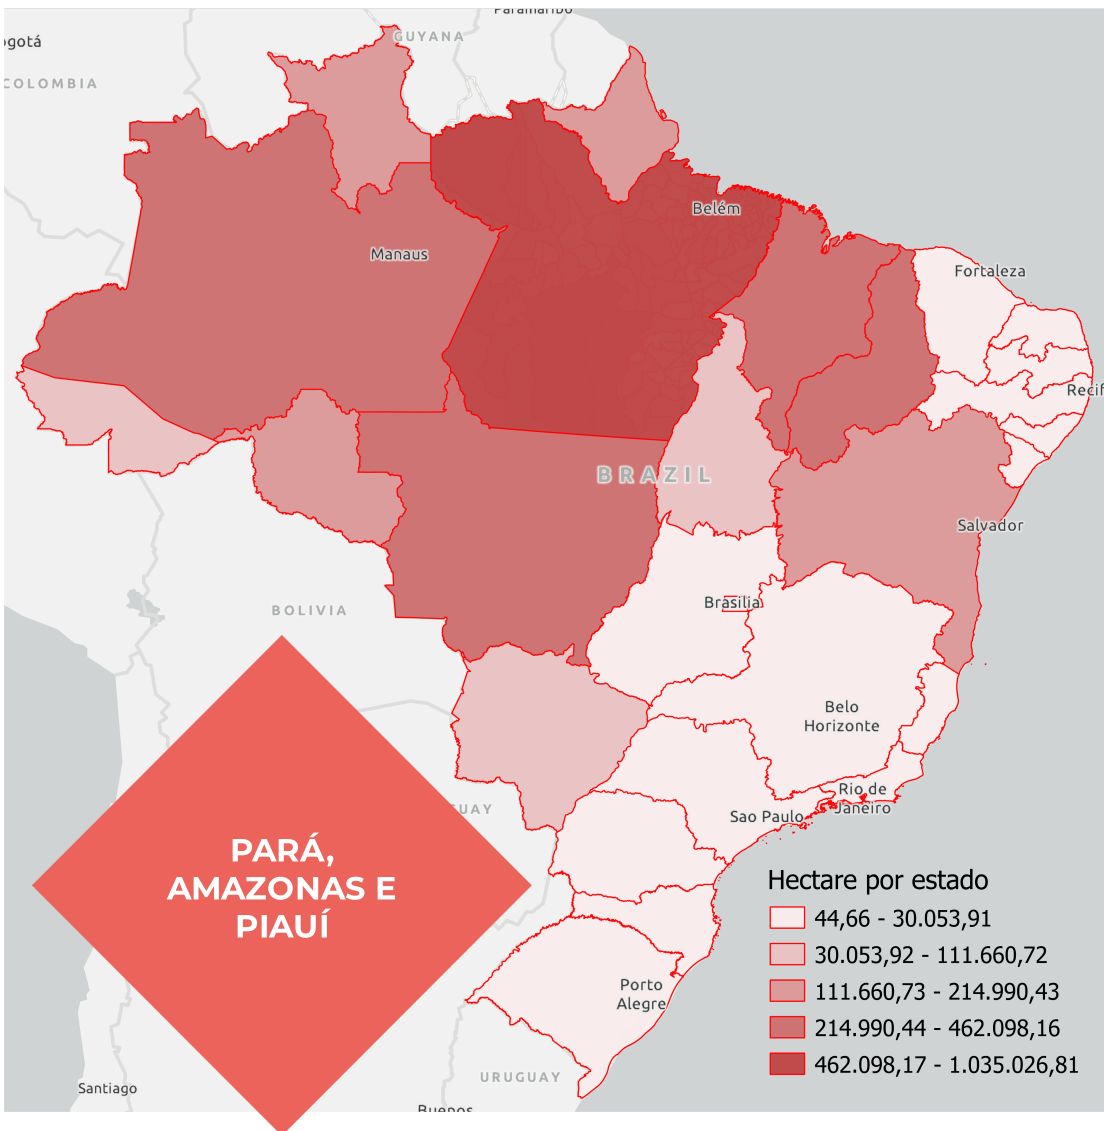 Paramaribo
ogotá
GUYANA
COLOMBIA
Belém
Manaus
Fortaleza
Recif
BRAZIL
Salvador
Brasilia
BOLIVIA
Belo
Horizonte
Rio de
Janeiro
Sao Paulo
GUAY
PARÁ,
AMAZONAS E
PIAUÍ
Hectare por estado
44,66 - 30.053,91
30.053,92 - 111.660,72
111.660,73 - 214.990,43
214.990,44 - 462.098,16
462.098,17 - 1.035.026,81
Porto
Alegre
URUGUAY
Santiago
Buenos